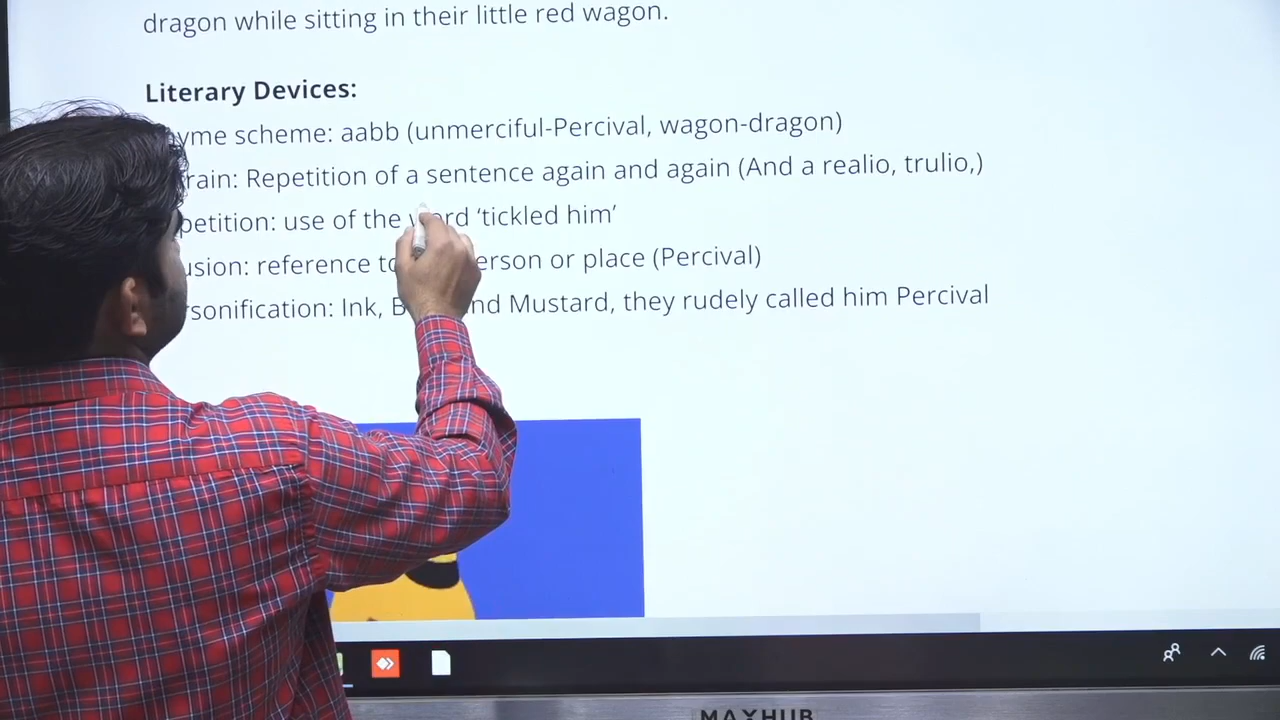 dragon while sitting in their little red wagon.
Literary Devices:
yme scheme: aabb (unmerciful-Percival, wagon-dragon)
rain: Repetition of a sentence again and again (And a realio, trulio,)
petition: use of the word ‘tickled him’
usion: reference to erson or place (Percival)
rsonification: Ink, B nd Mustard, they rudely called him Percival
MAXHUB